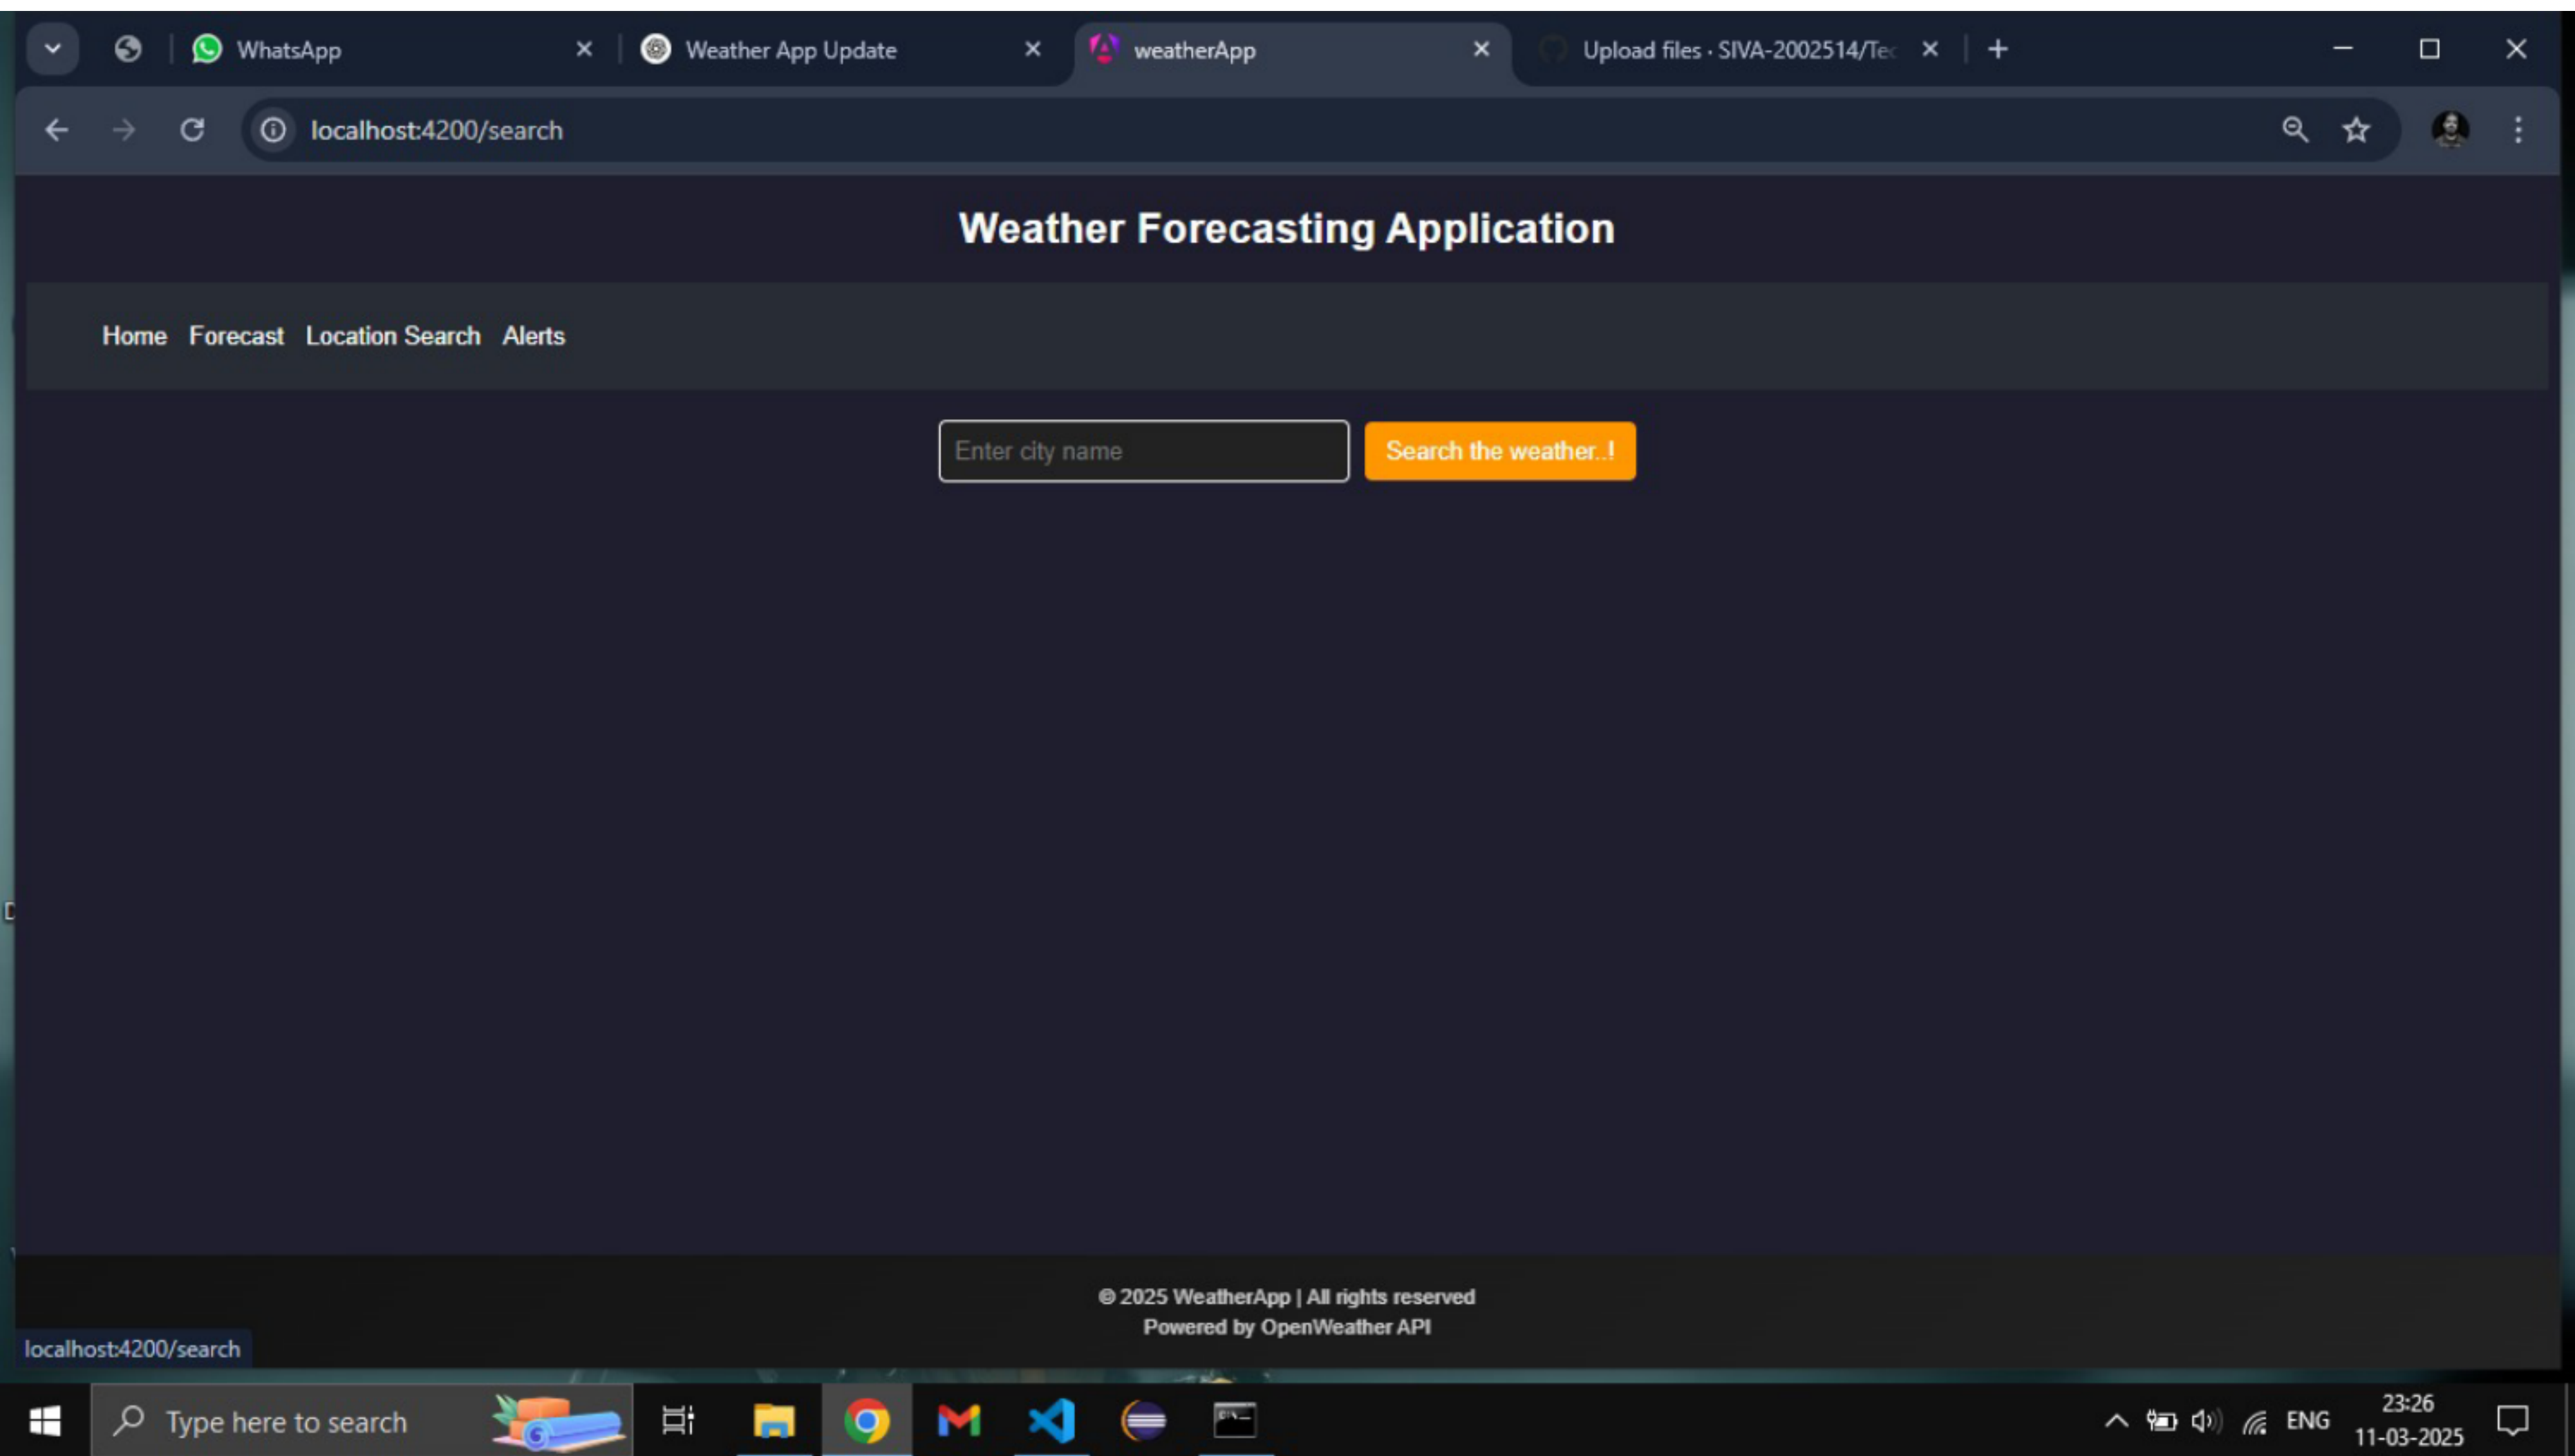 WhatsApp
Weather App Update
weatherApp
Upload files · SIVA-2002514/Tec
localhost:4200/search
Weather Forecasting Application
Home Forecast Location Search Alerts
Enter city name
Search the weather..!
© 2025 WeatherApp | All rights reserved
Powered by OpenWeather API
localhost:4200/search
Type here to search
ENG
23:26
11-03-2025